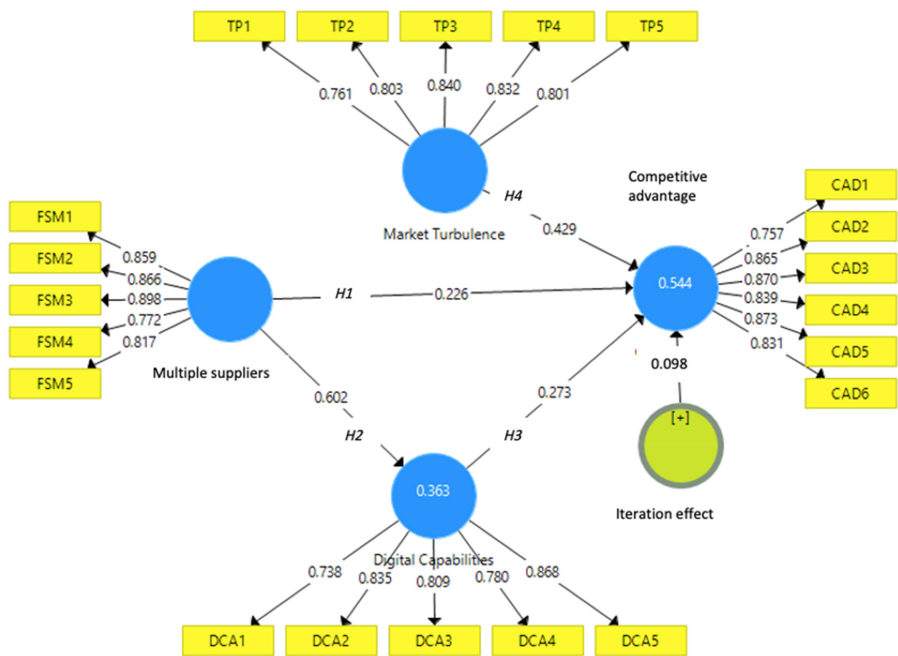 TP1 TP2 TP3 TP4 TP5
0.761 0.803 0.840 0.832 0.801
Market Turbulence
H4
0.429
Competitive
advantage
CAD1
CAD2
CAD3
CAD4
CAD5
CAD6
0.757
0.865
0.870
0.839
0.873
0.831
0.544
FSM1
FSM2
FSM3
FSM4
FSM5
0.859
0.866
0.898
0.772
0.817
Multiple suppliers
H1
0.226
0.602
H2
H3
0.273
0.098
[+]
Iteration effect
0.363
Digital Capabilities
0.738 0.835 0.809 0.780 0.868
DCA1 DCA2 DCA3 DCA4 DCA5